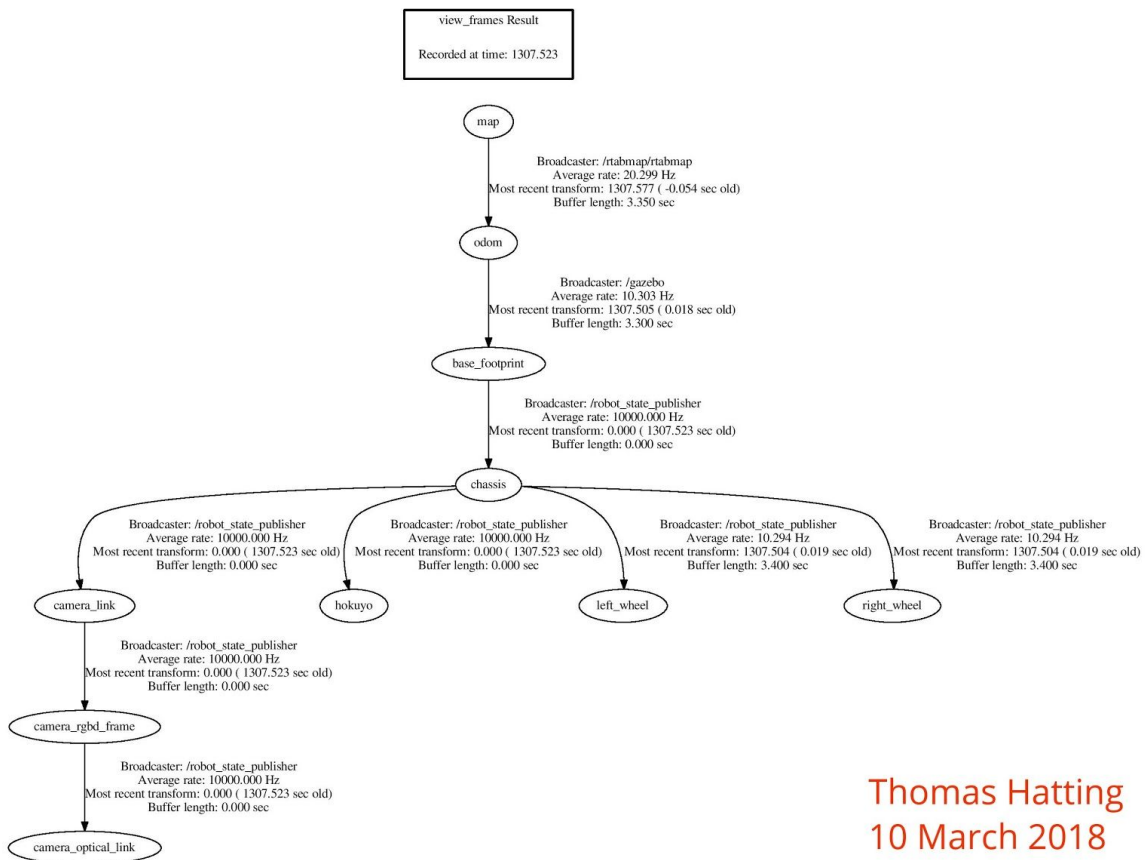 view_frames Result
Recorded at time: 1307.523
map
Broadcaster: /rtabmap/rtabmap
Average rate: 20.299 Hz
Most recent transform: 1307.577 ( -0.054 sec old)
Buffer length: 3.350 sec
odom
Broadcaster: /gazebo
Average rate: 10.303 Hz
Most recent transform: 1307.505 ( 0.018 sec old)
Buffer length: 3.300 sec
base_footprint
Broadcaster: /robot_state_publisher
Average rate: 10000.000 Hz
Most recent transform: 0.000 ( 1307.523 sec old)
Buffer length: 0.000 sec
chassis
Broadcaster: /robot_state_publisher
Average rate: 10000.000 Hz
Most recent transform: 0.000 ( 1307.523 sec old)
Buffer length: 0.000 sec
Broadcaster: /robot_state_publisher
Average rate: 10000.000 Hz
Most recent transform: 0.000 ( 1307.523 sec old)
Buffer length: 0.000 sec
Broadcaster: /robot_state_publisher
Average rate: 10.294 Hz
Most recent transform: 1307.504 ( 0.019 sec old)
Buffer length: 3.400 sec
Broadcaster: /robot_state_publisher
Average rate: 10.294 Hz
Most recent transform: 1307.504 ( 0.019 sec old)
Buffer length: 3.400 sec
camera_link
hokuyo
left_wheel
right_wheel
Broadcaster: /robot_state_publisher
Average rate: 10000.000 Hz
Most recent transform: 0.000 ( 1307.523 sec old)
Buffer length: 0.000 sec
camera_rgbd_frame
Broadcaster: /robot_state_publisher
Average rate: 10000.000 Hz
Most recent transform: 0.000 ( 1307.523 sec old)
Buffer length: 0.000 sec
camera_optical_link
Thomas Hatting
10 March 2018